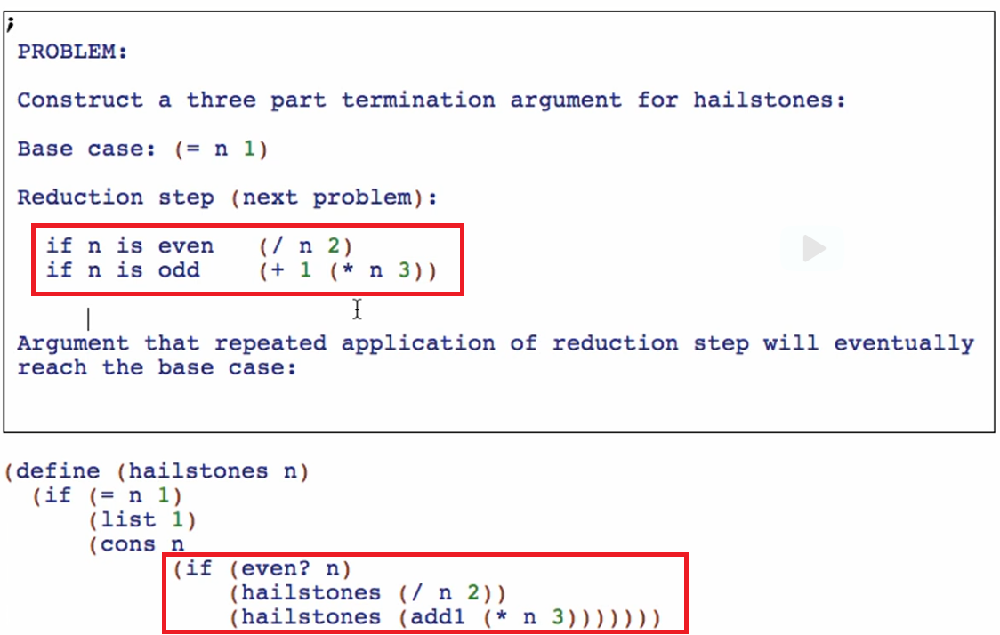 ;
PROBLEM:
Construct a three part termination argument for hailstones:
Base case: (= n 1)
Reduction step (next problem):
if n is even   (/ n 2)
if n is odd    (+ 1 (* n 3))
Argument that repeated application of reduction step will eventually
reach the base case:
(define (hailstones n)
  (if (= n 1)
      (list 1)
      (cons n
            (if (even? n)
                (hailstones (/ n 2))
                (hailstones (add1 (* n 3)))))))